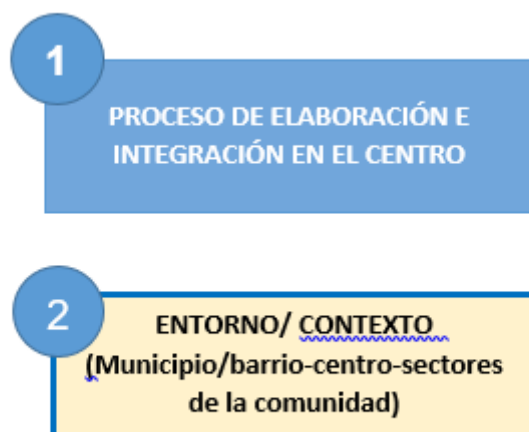 1
PROCESO DE ELABORACIÓN E
INTEGRACIÓN EN EL CENTRO
2
ENTORNO/ CONTEXTO
(Municipio/barrio-centro-sectores
de la comunidad)